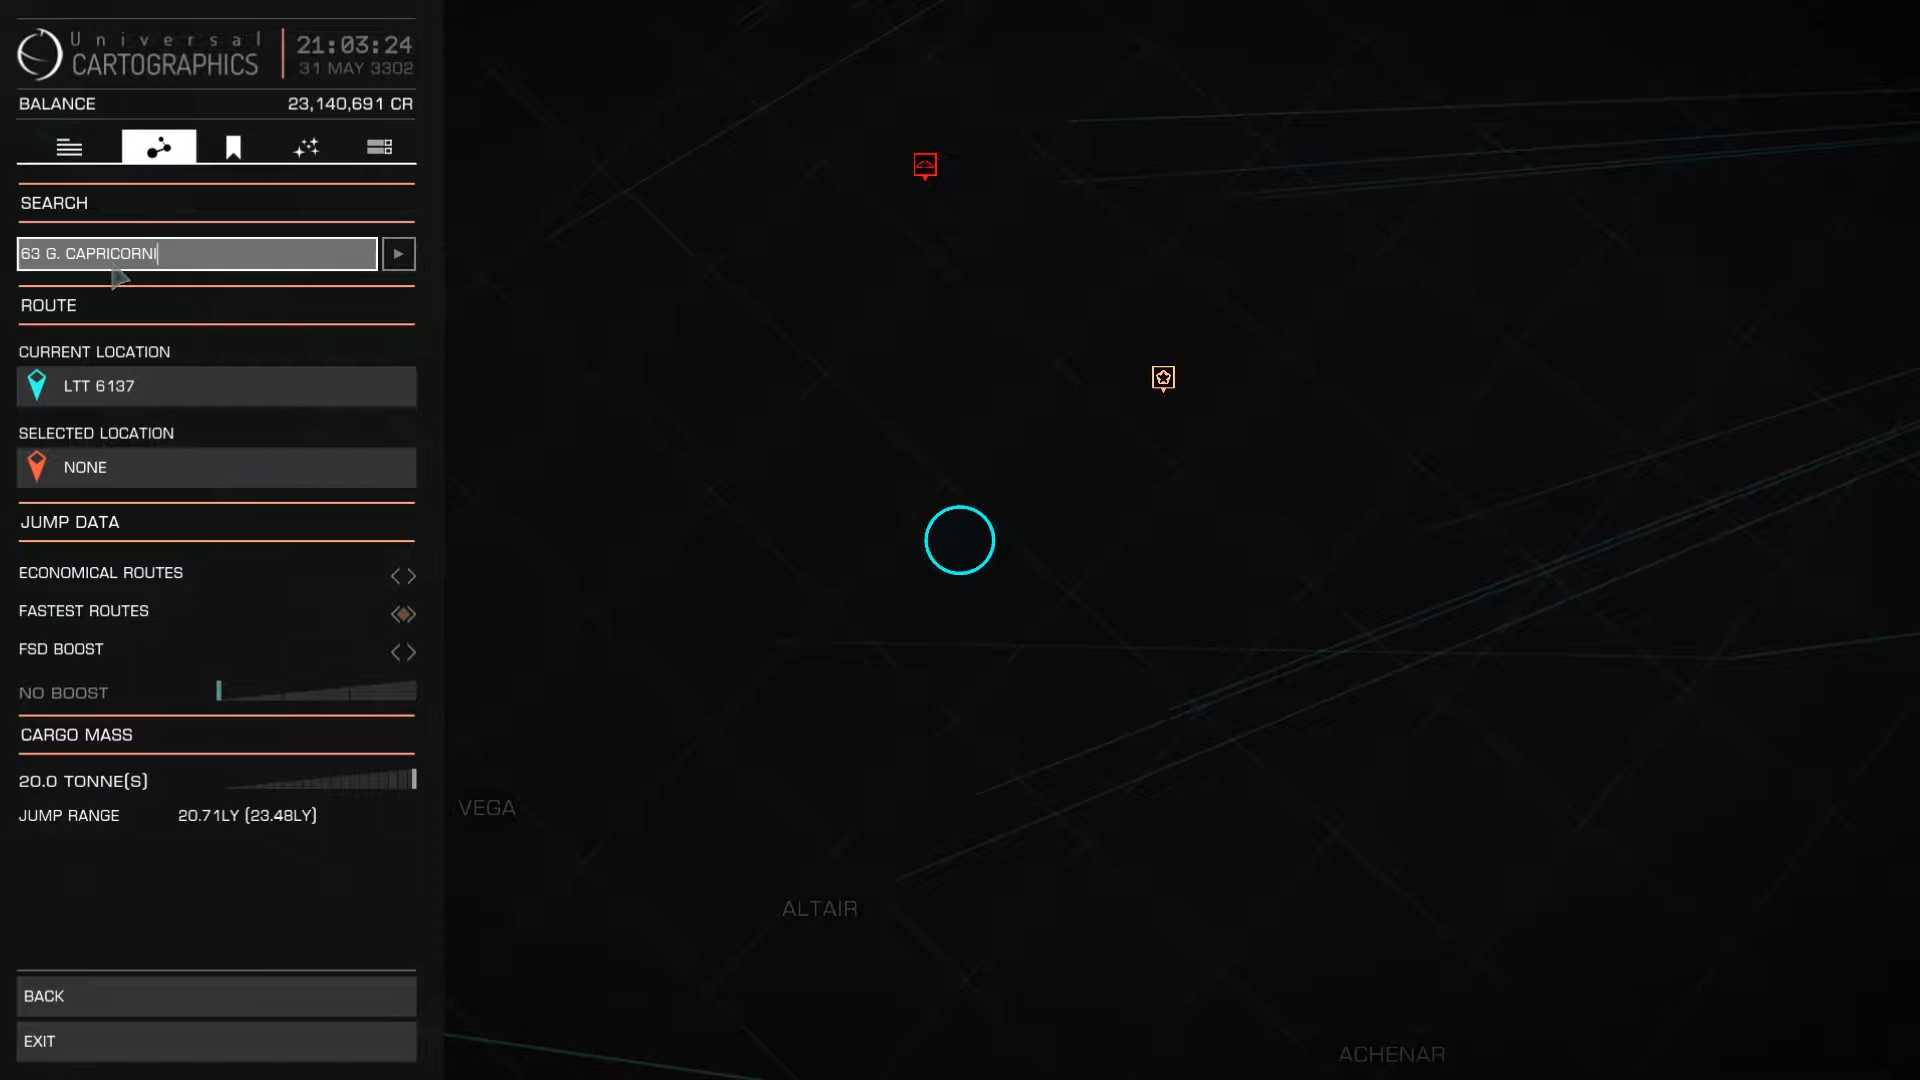 Universal
CARTOGRAPHICS
21:03:24
31 MAY 3302
BALANCE 23,140,691 CR
SEARCH
63 G. CAPRICORNI
ROUTE
CURRENT LOCATION
LTT 6137
SELECTED LOCATION
NONE
JUMP DATA
ECONOMICAL ROUTES
FASTEST ROUTES
FSD BOOST
NO BOOST
CARGO MASS
20.0 TONNE(S)
JUMP RANGE 20.71LY (23.48LY)
BACK
EXIT
VEGA
ALTAIR
ACHENAR